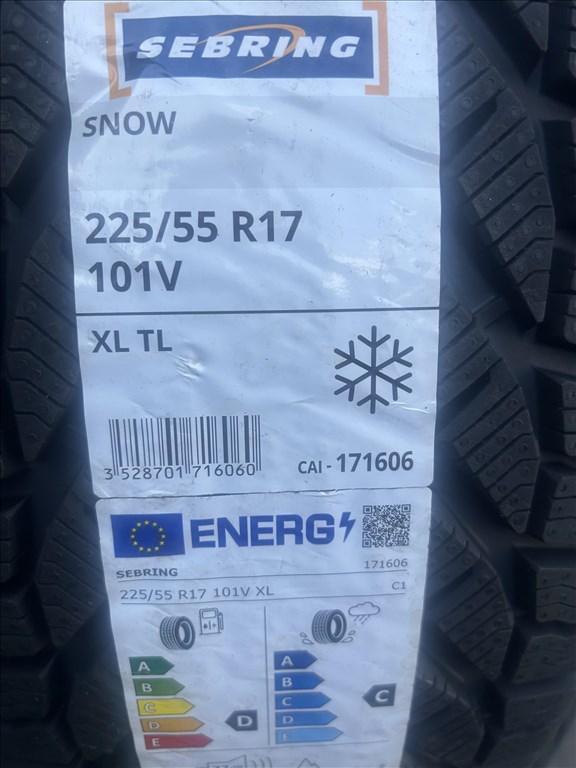 SEBRING
SNOW
225/55 R17
101V
XL TL
3 528701 716060
CAI - 171606
ENERG
SEBRING
171606
225/55 R17 101V XL
C1
A
B
C
D
E
D
A
B
C
D
E
C